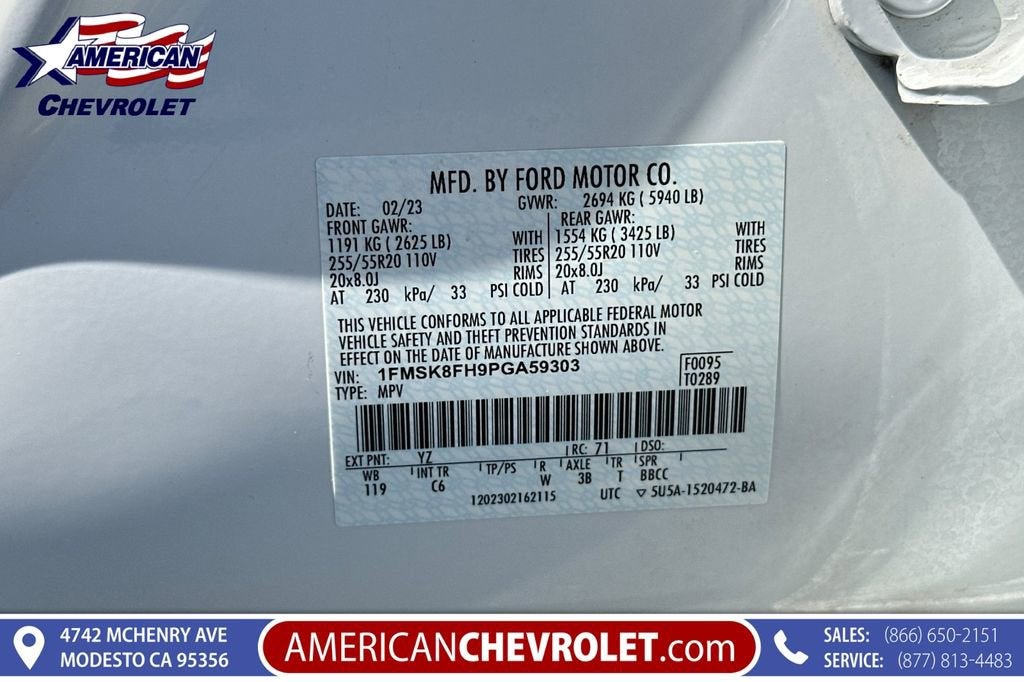 AMERICAN
CHEVROLET
MFD. BY FORD MOTOR CO.
DATE: 02/23 GVWR: 2694 KG ( 5940 LB)
FRONT GAWR: REAR GAWR:
1191 KG ( 2625 LB) WITH 1554 KG ( 3425 LB) WITH
255/55R20 110V TIRES 255/55R20 110V TIRES
20x8.0J RIMS 20x8.0J RIMS
AT 230 kPa/ 33 PSI COLD AT 230 kPa/ 33 PSI COLD
THIS VEHICLE CONFORMS TO ALL APPLICABLE FEDERAL MOTOR
VEHICLE SAFETY AND THEFT PREVENTION STANDARDS IN
EFFECT ON THE DATE OF MANUFACTURE SHOWN ABOVE.
VIN: 1FMSK8FH9PGA59303 F0095
TYPE: MPV T0289
EXT PNT: YZ RC: 71 DSO:
WB INT TR TP/PS R AXLE TR SPR
119 C6 W 3B T BBCC
1202302162115 UTC ▽ 5U5A-1520472-BA
4742 MCHENRY AVE
MODESTO CA 95356
AMERICANCHEVROLET.com
SALES: (866) 650-2151
SERVICE: (877) 813-4483